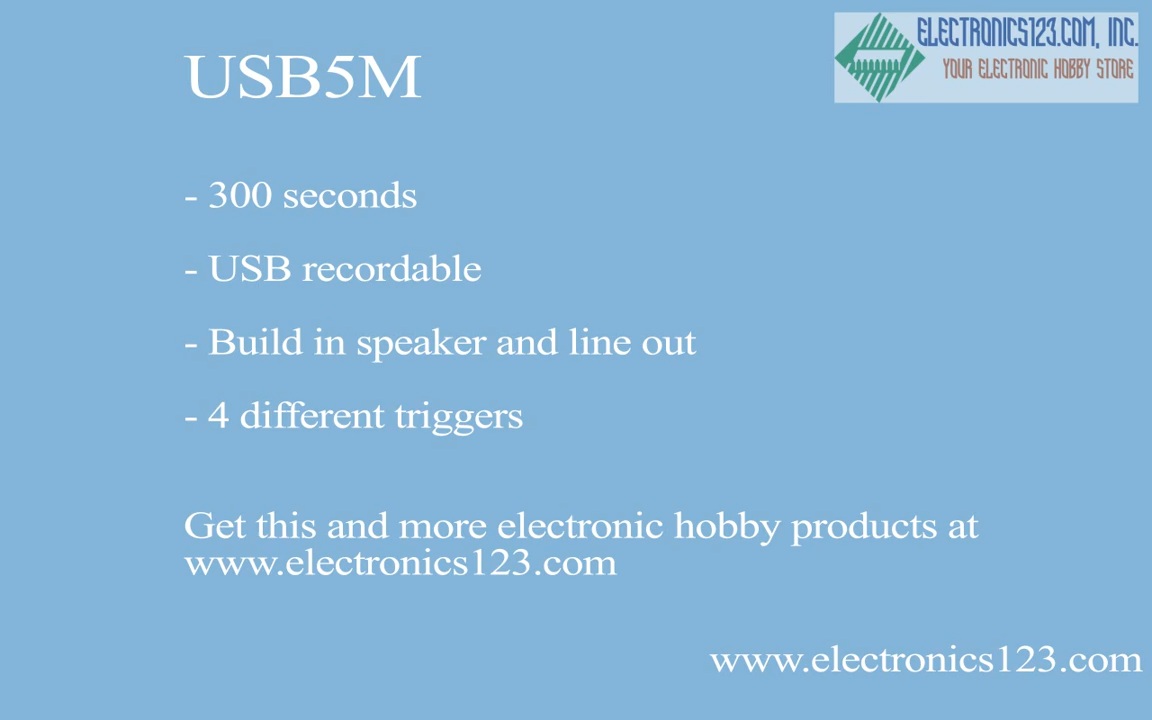 ELECTRONICS123.COM, INC.
YOUR ELECTRONIC HOBBY STORE
USB5M
- 300 seconds
- USB recordable
- Build in speaker and line out
- 4 different triggers
Get this and more electronic hobby products at
www.electronics123.com
www.electronics123.com